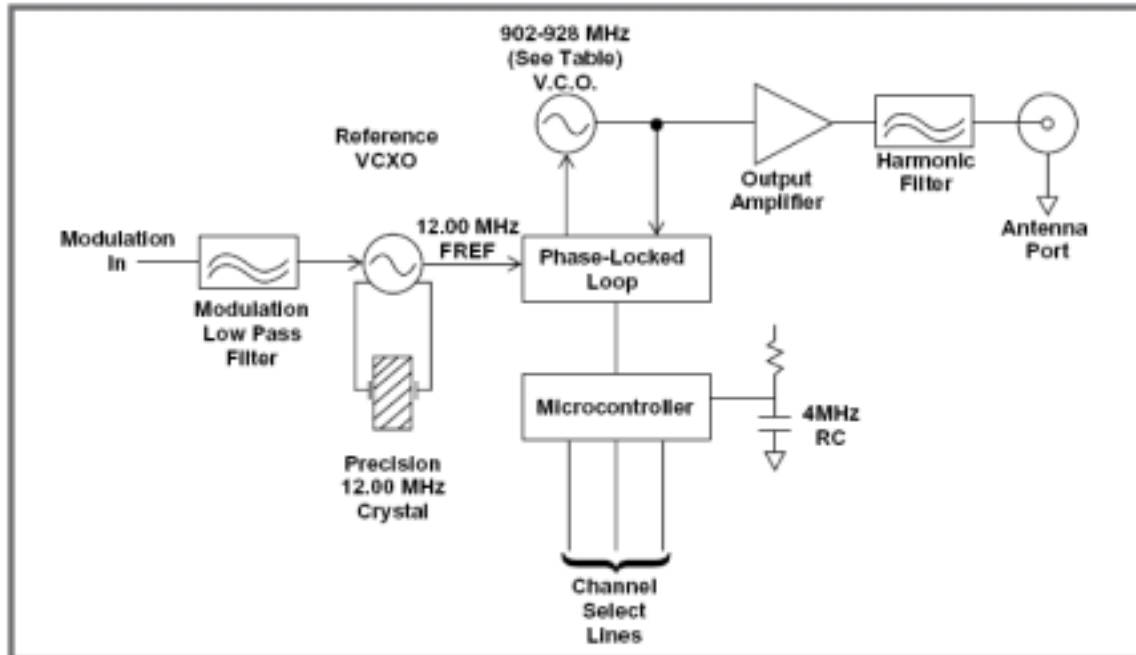 902-928 MHz
(See Table)
V.C.O.
Reference
VCXO
Output
Amplifier
Harmonic
Filter
Antenna
Port
Modulation
In
12.00 MHz
FREF
Phase-Locked
Loop
Modulation
Low Pass
Filter
Microcontroller
4MHz
RC
Precision
12.00 MHz
Crystal
Channel
Select
Lines